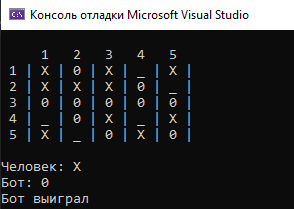 Консоль отладки Microsoft Visual Studio
1 2 3 4 5
1 | X | 0 | X | _ | X |
2 | X | X | X | 0 | _ |
3 | 0 | 0 | 0 | 0 | 0 |
4 | _ | 0 | X | _ | X |
5 | X | _ | 0 | X | 0 |
Человек: X
Бот: 0
Бот выиграл